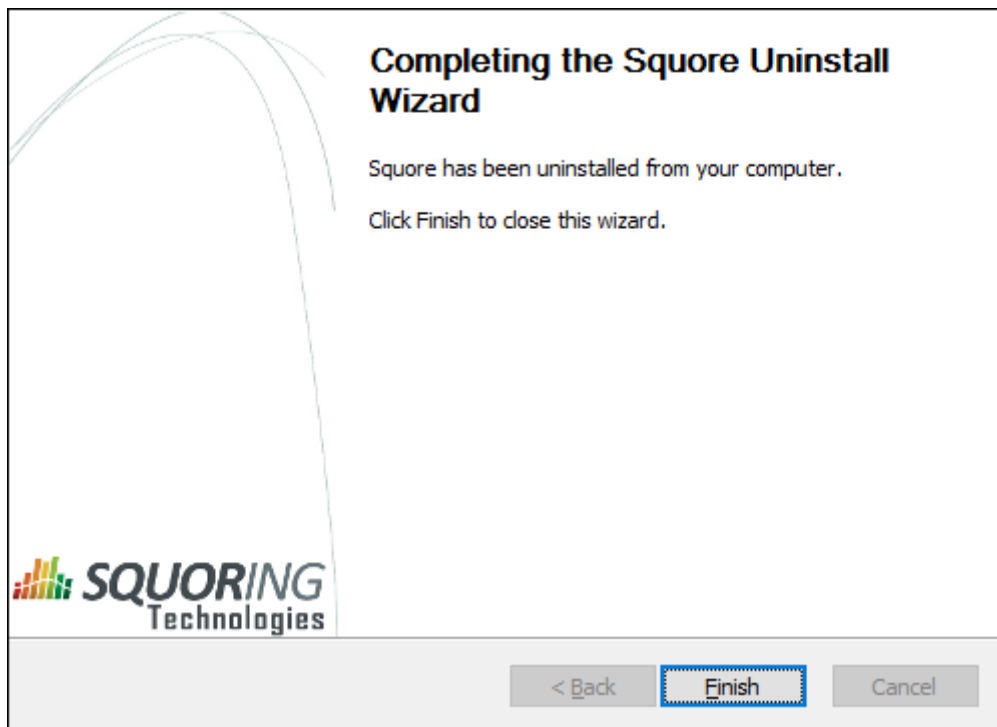 Completing the Squore Uninstall
Wizard
Squore has been uninstalled from your computer.
Click Finish to close this wizard.
SQUORING
Technologies
< Back
Finish
Cancel